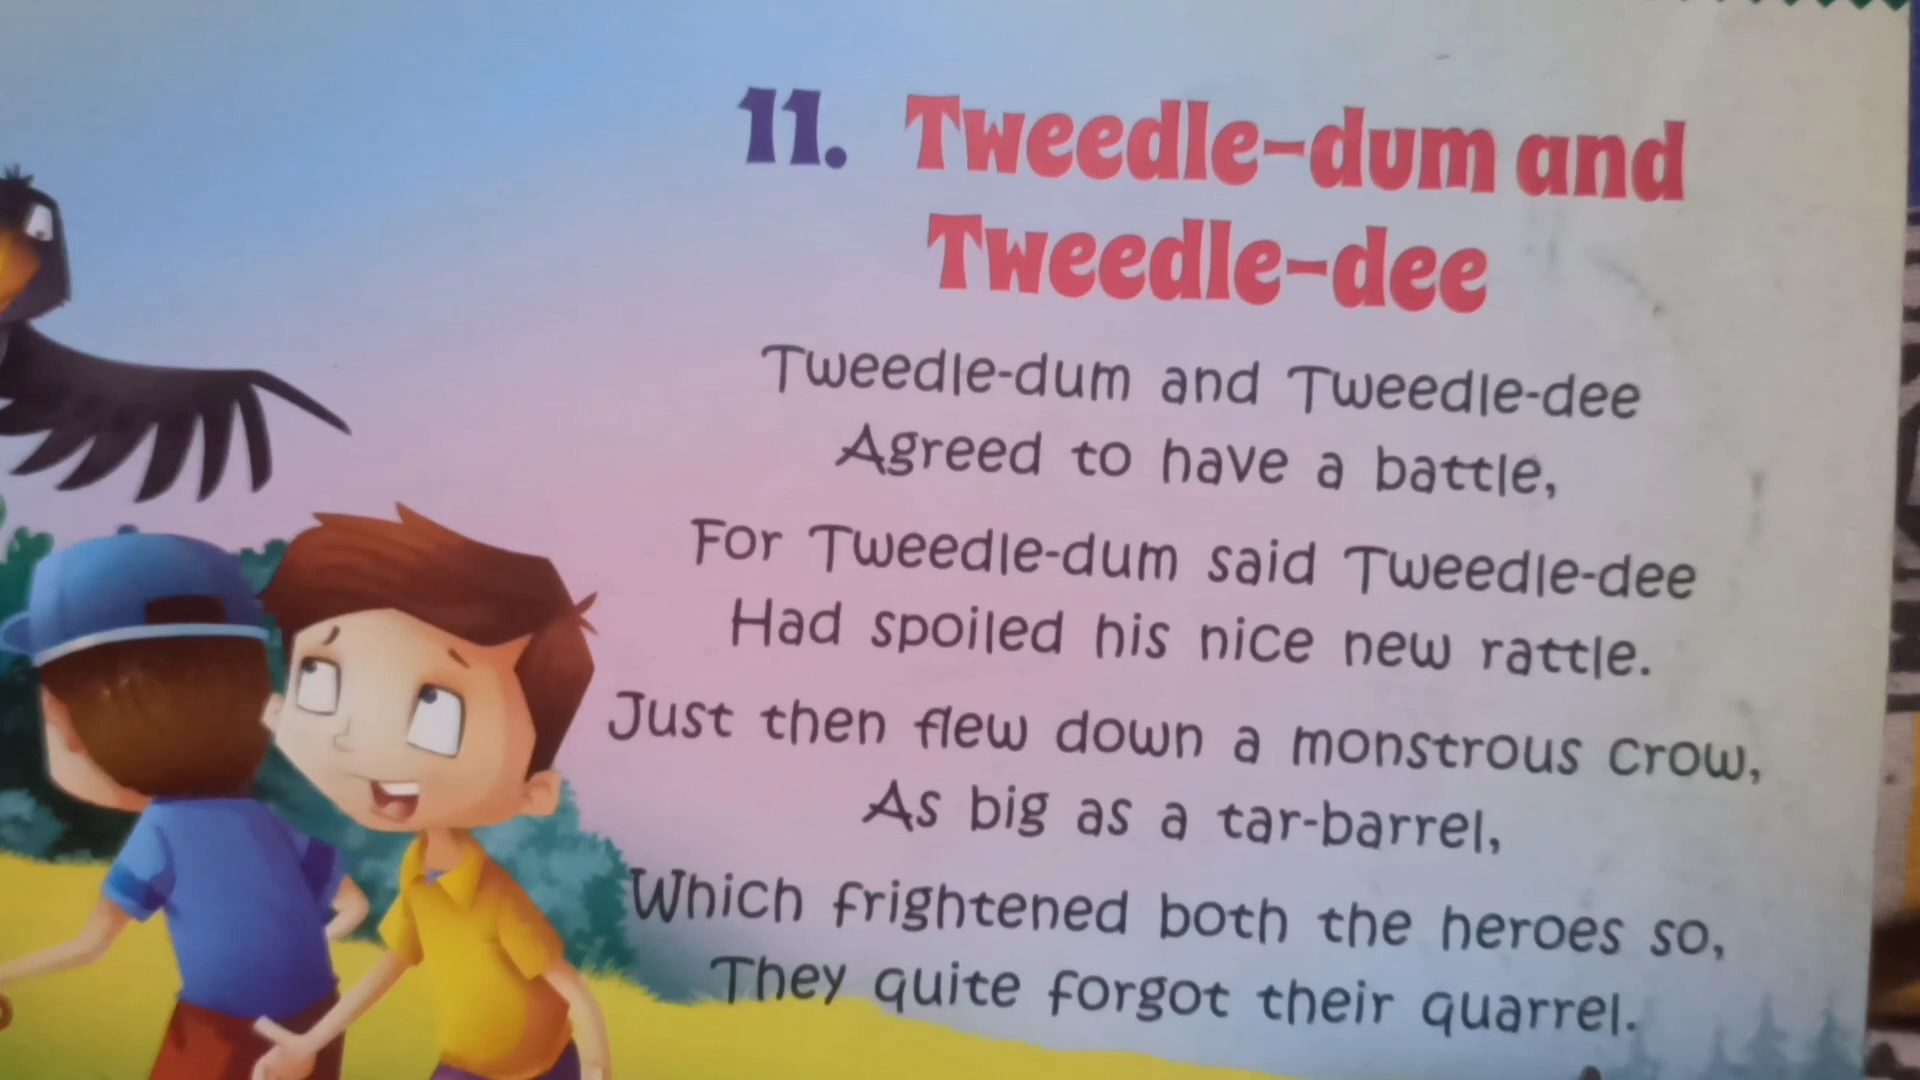 11. Tweedle-dum and
Tweedle-dee
Tweedle-dum and Tweedle-dee
Agreed to have a battle,
For Tweedle-dum said Tweedle-dee
Had spoiled his nice new rattle.
Just then flew down a monstrous crow,
As big as a tar-barrel,
Which frightened both the heroes so,
They quite forgot their quarrel.